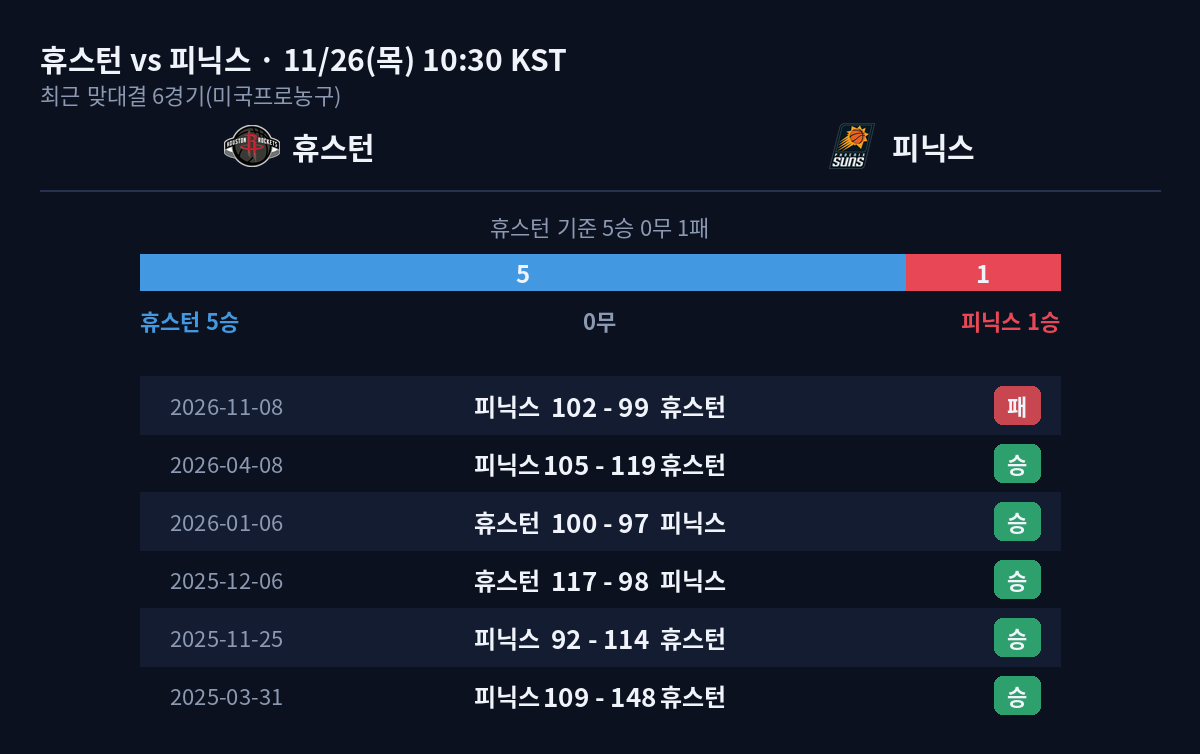 휴스턴 vs 피닉스 · 11/26(목) 10:30 KST
최근 맞대결 6경기(미국프로농구)
HOUSTON ROCKETS 휴스턴
PHOENIX SUNS 피닉스
휴스턴 기준 5승 0무 1패
5 1
휴스턴 5승 0무 피닉스 1승
2026-11-08 피닉스 102 - 99 휴스턴 패
2026-04-08 피닉스 105 - 119 휴스턴 승
2026-01-06 휴스턴 100 - 97 피닉스 승
2025-12-06 휴스턴 117 - 98 피닉스 승
2025-11-25 피닉스 92 - 114 휴스턴 승
2025-03-31 피닉스 109 - 148 휴스턴 승